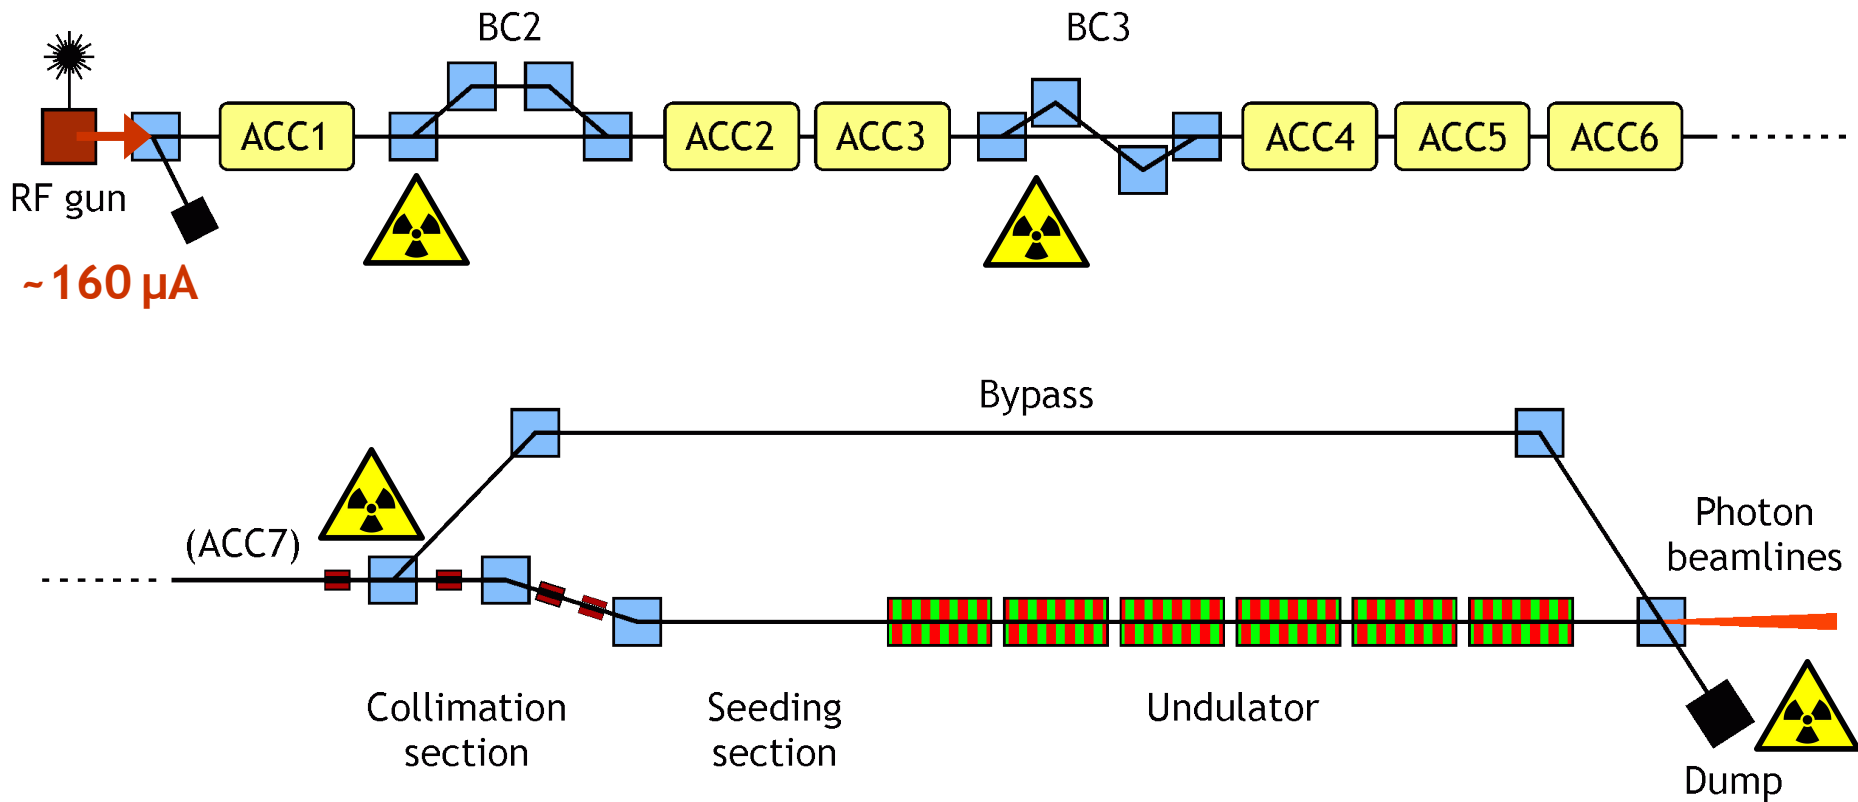 BC2
BC3
ACC1
ACC2
ACC3
ACC4
ACC5
ACC6
RF gun
~160 µA
Bypass
(ACC7)
Photon
beamlines
Collimation
section
Seeding
section
Undulator
Dump